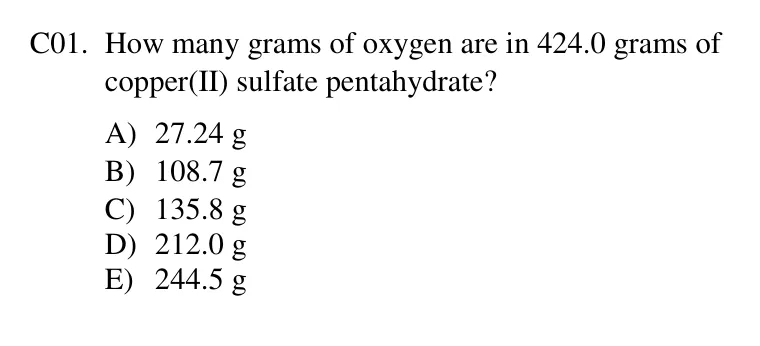 C01. How many grams of oxygen are in 424.0 grams of
copper(II) sulfate pentahydrate?
A) 27.24 g
B) 108.7 g
C) 135.8 g
D) 212.0 g
E) 244.5 g